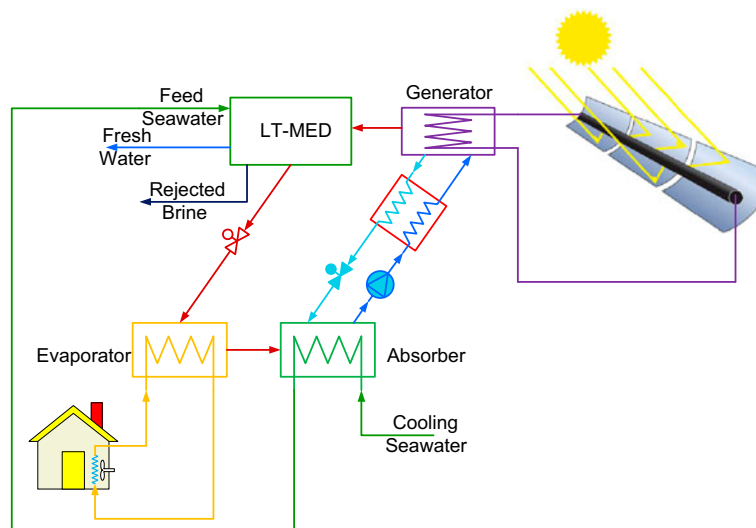 Generator
Feed
Seawater
LT-MED
Fresh
Water
Rejected
Brine
Evaporator
Absorber
Cooling
Seawater